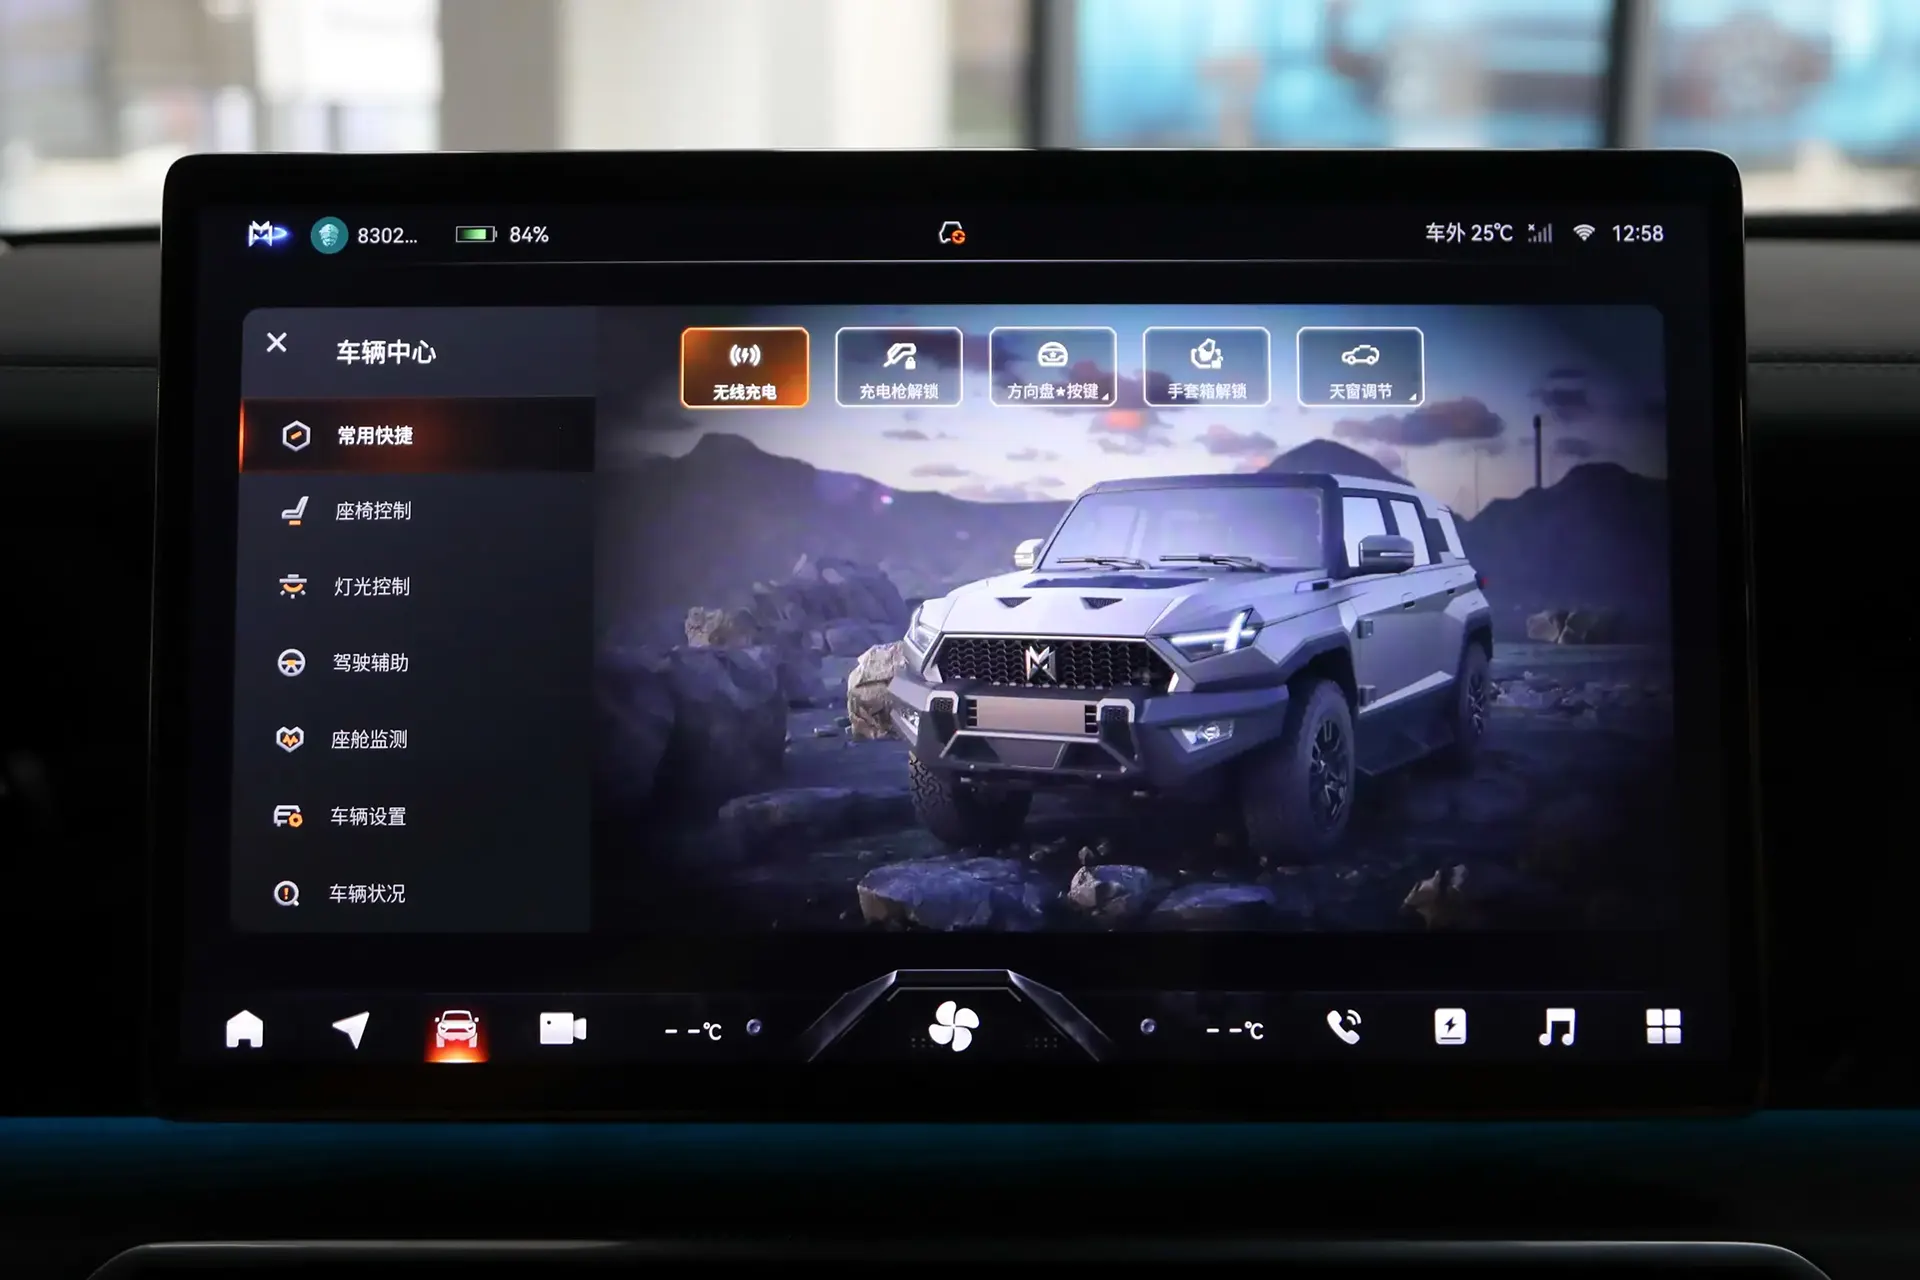 8302...
84%
车外 25℃
12:58
车辆中心
常用快捷
座椅控制
灯光控制
驾驶辅助
座舱监测
车辆设置
车辆状况
无线充电
充电枪解锁
方向盘★按键
手套箱解锁
天窗调节
--℃
--℃